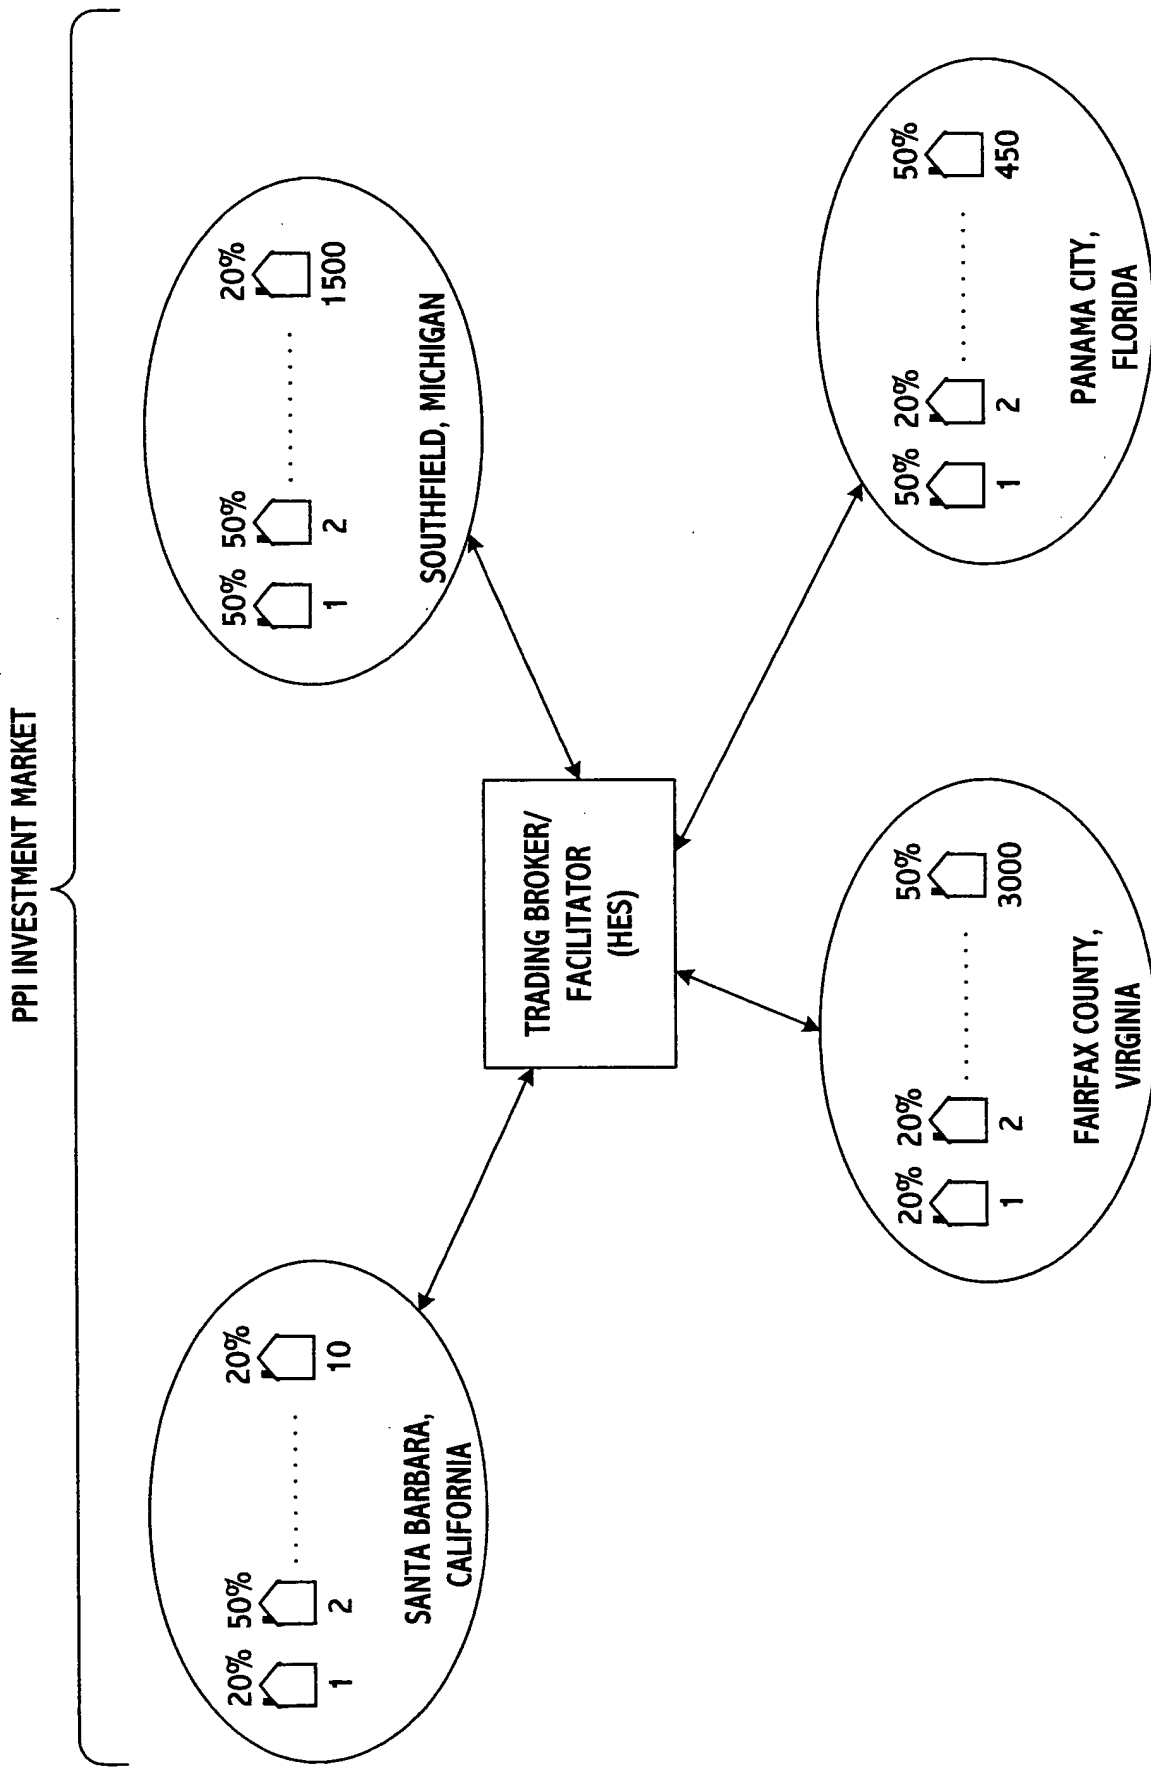 PPI INVESTMENT MARKET
20% 50% 20%
1 2 .......... 10
SANTA BARBARA,
CALIFORNIA
50% 50% 20%
1 2 .......... 1500
SOUTHFIELD, MICHIGAN
TRADING BROKER/
FACILITATOR
(HES)
20% 20% 50%
1 2 .......... 3000
FAIRFAX COUNTY,
VIRGINIA
50% 20% 50%
1 2 .......... 450
PANAMA CITY,
FLORIDA